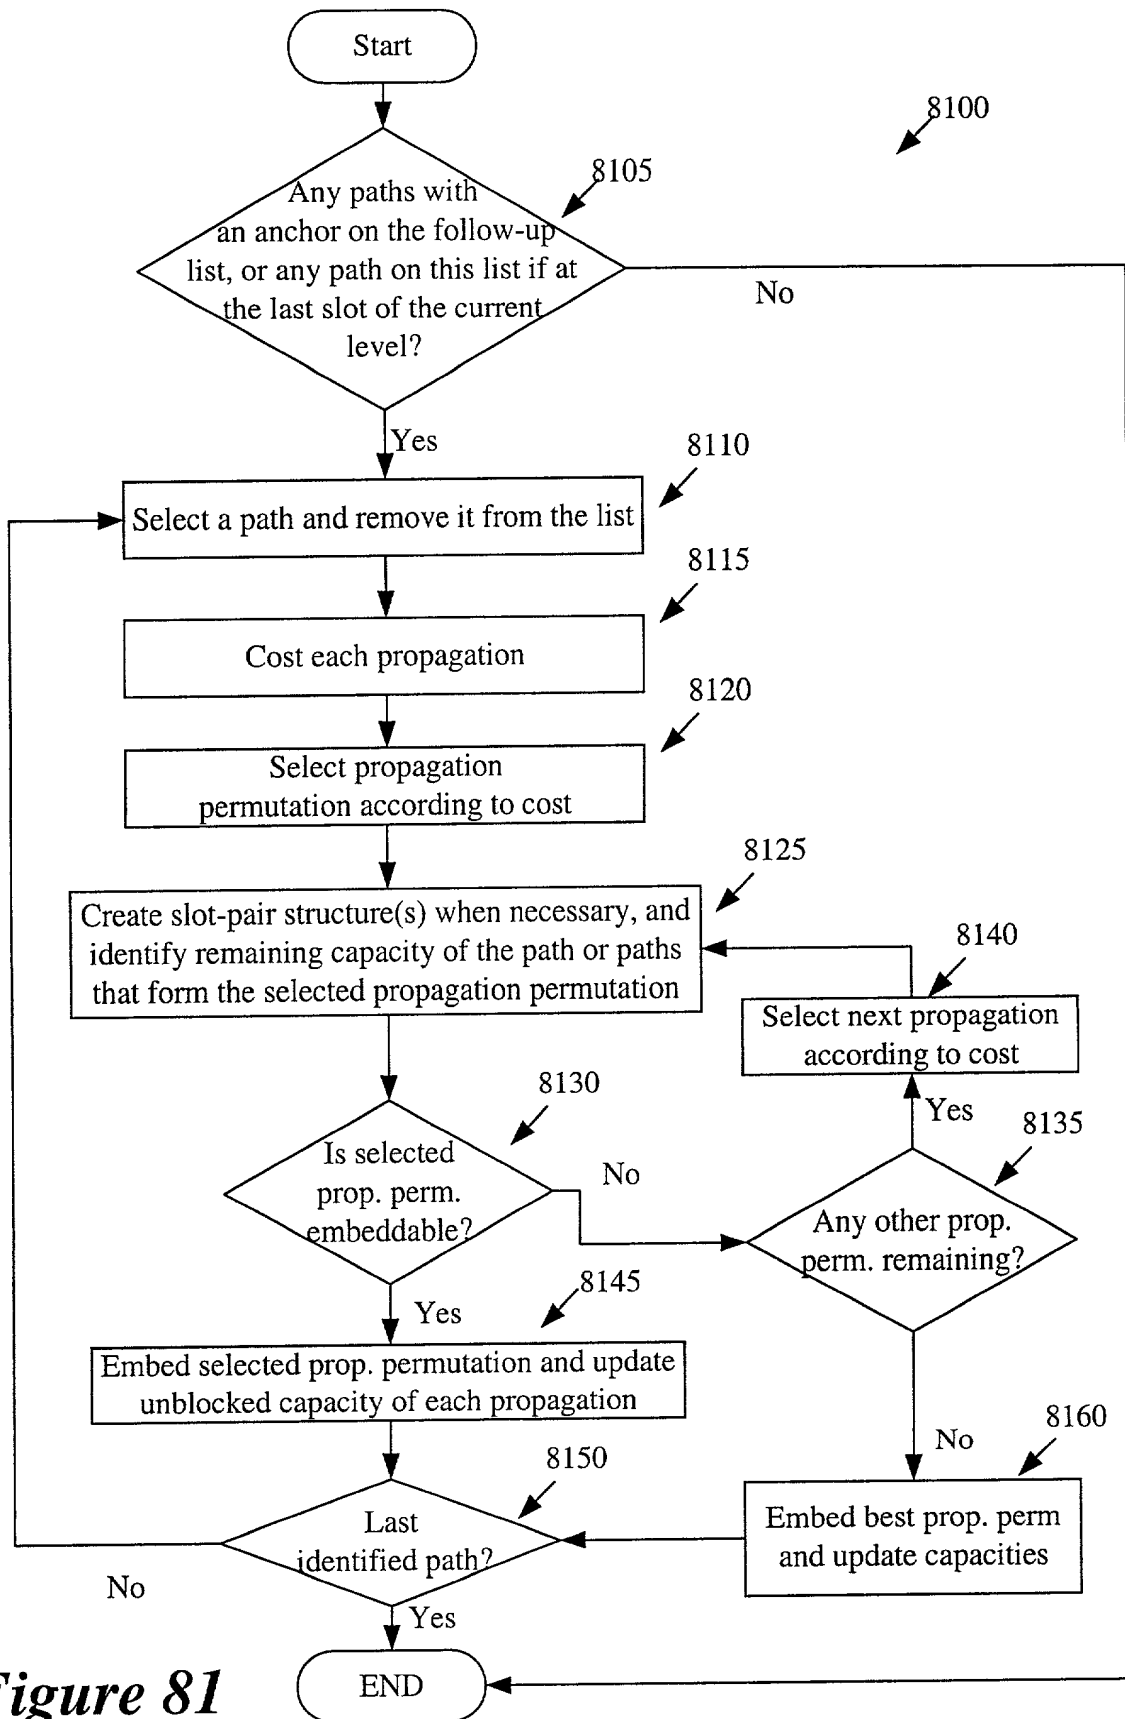 Start
8100
8105
Any paths with
an anchor on the follow-up
list, or any path on this list if at
the last slot of the current
level?
No
Yes
8110
Select a path and remove it from the list
8115
Cost each propagation
8120
Select propagation
permutation according to cost
8125
Create slot-pair structure(s) when necessary, and
identify remaining capacity of the path or paths
that form the selected propagation permutation
8140
Select next propagation
according to cost
Yes
8130
Is selected
prop. perm.
embeddable?
No
8135
Any other prop.
perm. remaining?
Yes
8145
Embed selected prop. permutation and update
unblocked capacity of each propagation
No
8160
Embed best prop. perm
and update capacities
8150
Last
identified path?
No
Yes
END
Figure 81